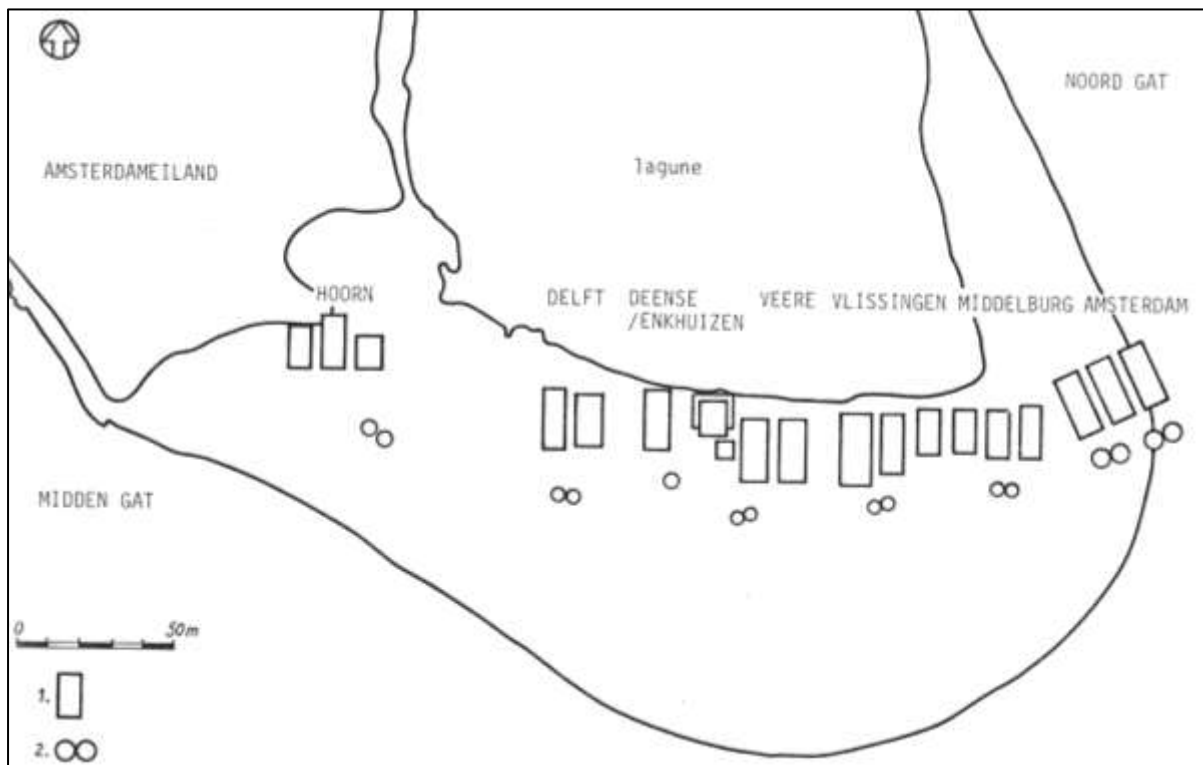 NOORD GAT
AMSTERDAMEILAND
lagune
HOORN
DELFT
DEENSE
/ENKHUIZEN
VEERE
VLISSINGEN
MIDDELBURG
AMSTERDAM
MIDDEN GAT
0 50m
1.
2.